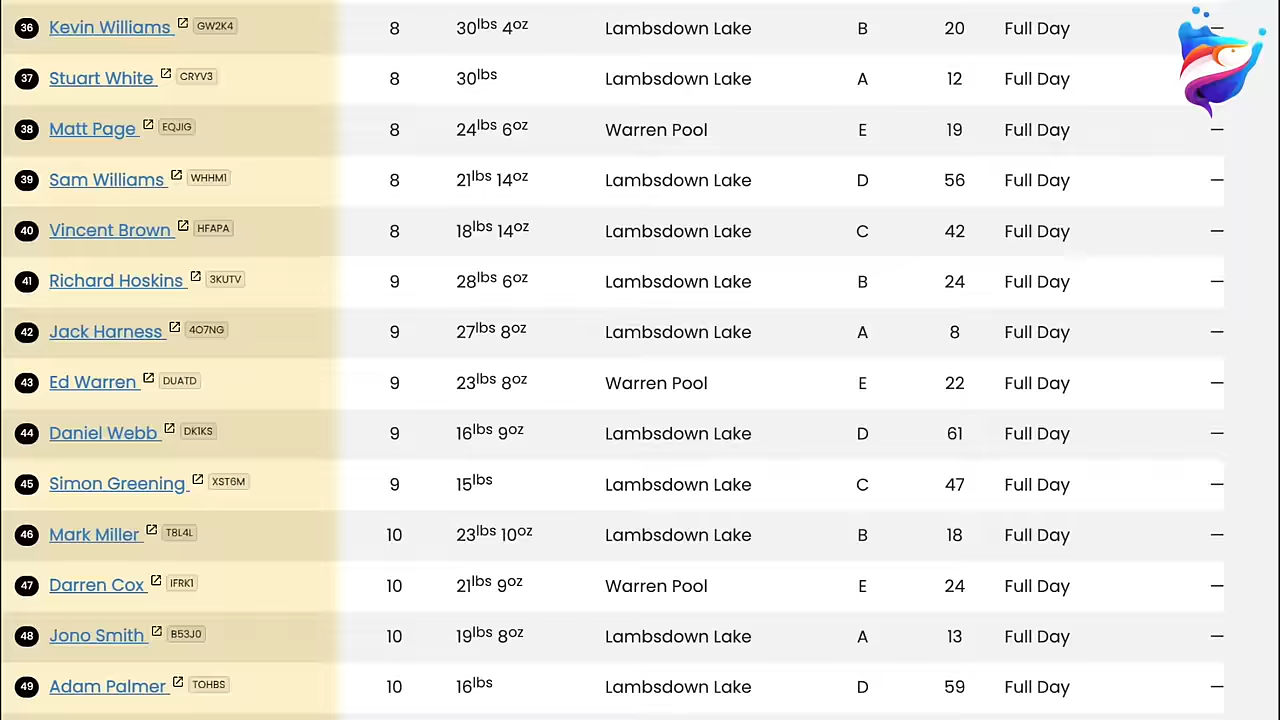 36 Kevin Williams GW2K4 8 30lbs 4oz Lambsdown Lake B 20 Full Day —
37 Stuart White CRYV3 8 30lbs Lambsdown Lake A 12 Full Day
38 Matt Page EQJIG 8 24lbs 6oz Warren Pool E 19 Full Day —
39 Sam Williams WHHM1 8 21lbs 14oz Lambsdown Lake D 56 Full Day —
40 Vincent Brown HFAPA 8 18lbs 14oz Lambsdown Lake C 42 Full Day —
41 Richard Hoskins 3KUTV 9 28lbs 6oz Lambsdown Lake B 24 Full Day —
42 Jack Harness 4O7NG 9 27lbs 8oz Lambsdown Lake A 8 Full Day —
43 Ed Warren DUATD 9 23lbs 8oz Warren Pool E 22 Full Day —
44 Daniel Webb DK1KS 9 16lbs 9oz Lambsdown Lake D 61 Full Day —
45 Simon Greening XST6M 9 15lbs Lambsdown Lake C 47 Full Day —
46 Mark Miller T8L4L 10 23lbs 10oz Lambsdown Lake B 18 Full Day —
47 Darren Cox IFRK1 10 21lbs 9oz Warren Pool E 24 Full Day —
48 Jono Smith B53J0 10 19lbs 8oz Lambsdown Lake A 13 Full Day —
49 Adam Palmer TOHBS 10 16lbs Lambsdown Lake D 59 Full Day —